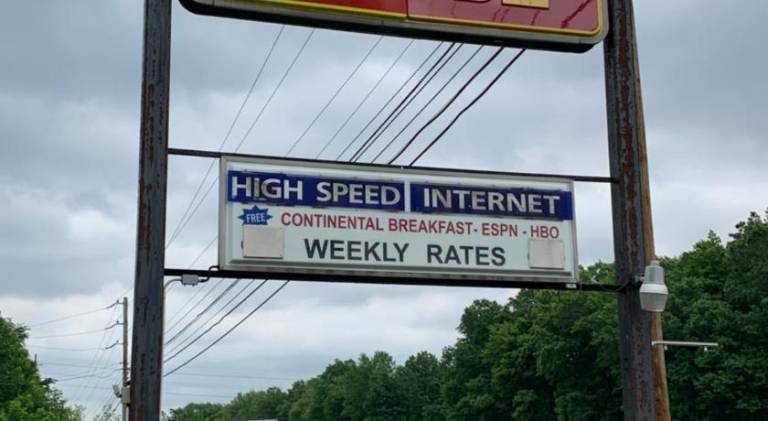 HIGH SPEED INTERNET
FREE CONTINENTAL BREAKFAST- ESPN - HBO
WEEKLY RATES